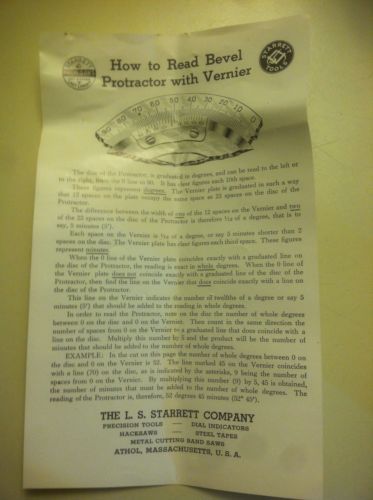 How to Read Bevel
Protractor with Vernier
STARRETT
TOOLS
90 80 70 60 50 40 30 20 10 0
The disc of the Protractor, is graduated in degrees, and can be read to the left or
to the right, from the 0 line to 90. It has clear figures each 10th space.
These figures represent degrees. The Vernier plate is graduated in such a way
that 12 spaces on the plate occupy the same space as 23 spaces on the disc of the
Protractor.
The difference between the width of one of the 12 spaces on the Vernier and two
of the 23 spaces on the disc of the Protractor is therefore 1/12 of a degree, that is to
say, 5 minutes (5').
Each space on the Vernier is 1/12 of a degree, or say 5 minutes shorter than 2
spaces on the disc. The Vernier plate has clear figures each third space. These figures
represent minutes.
When the 0 line of the Vernier plate coincides exactly with a graduated line on
the disc of the Protractor, the reading is exact in whole degrees. When the 0 line of
the Vernier plate does not coincide exactly with a graduated line of the disc of the
Protractor, then find the line on the Vernier that does coincide exactly with a line on
the disc of the Protractor.
This line on the Vernier indicates the number of twelfths of a degree or say 5
minutes (5') that should be added to the reading in whole degrees.
In order to read the Protractor, note on the disc the number of whole degrees
between 0 on the disc and 0 on the Vernier. Then count in the same direction the
number of spaces from 0 on the Vernier to a graduated line that does coincide with a
line on the disc. Multiply this number by 5 and the product will be the number of
minutes that should be added to the number of whole degrees.
EXAMPLE: In the cut on this page the number of whole degrees between 0 on
the disc and 0 on the Vernier is 52. The line marked 45 on the Vernier coincides
with a line (70) on the disc, as is indicated by the asterisks, 9 being the number of
spaces from 0 on the Vernier. By multiplying this number (9) by 5, 45 is obtained,
the number of minutes that must be added to the number of whole degrees. The
reading of the Protractor is, therefore, 52 degrees 45 minutes (52° 45').
THE L. S. STARRETT COMPANY
PRECISION TOOLS — DIAL INDICATORS
HACKSAWS — STEEL TAPES
METAL CUTTING BAND SAWS
ATHOL, MASSACHUSETTS, U. S. A.